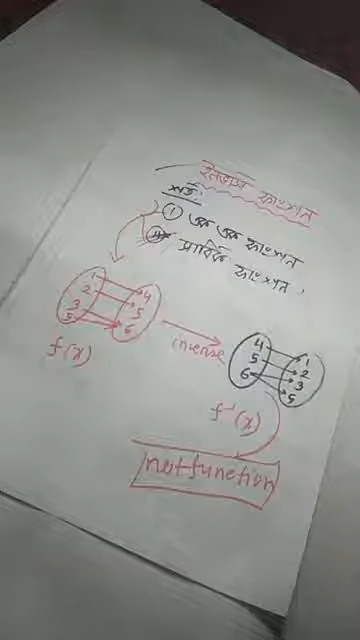 ইনভার্স ফাংশন
শর্ত:
① এক এক ফাংশন
② সার্বিক ফাংশন।
1 4
2 5
3 6
5
f(x)
inverse
4 1
5 2
6 3
5
f⁻¹(x)
not function